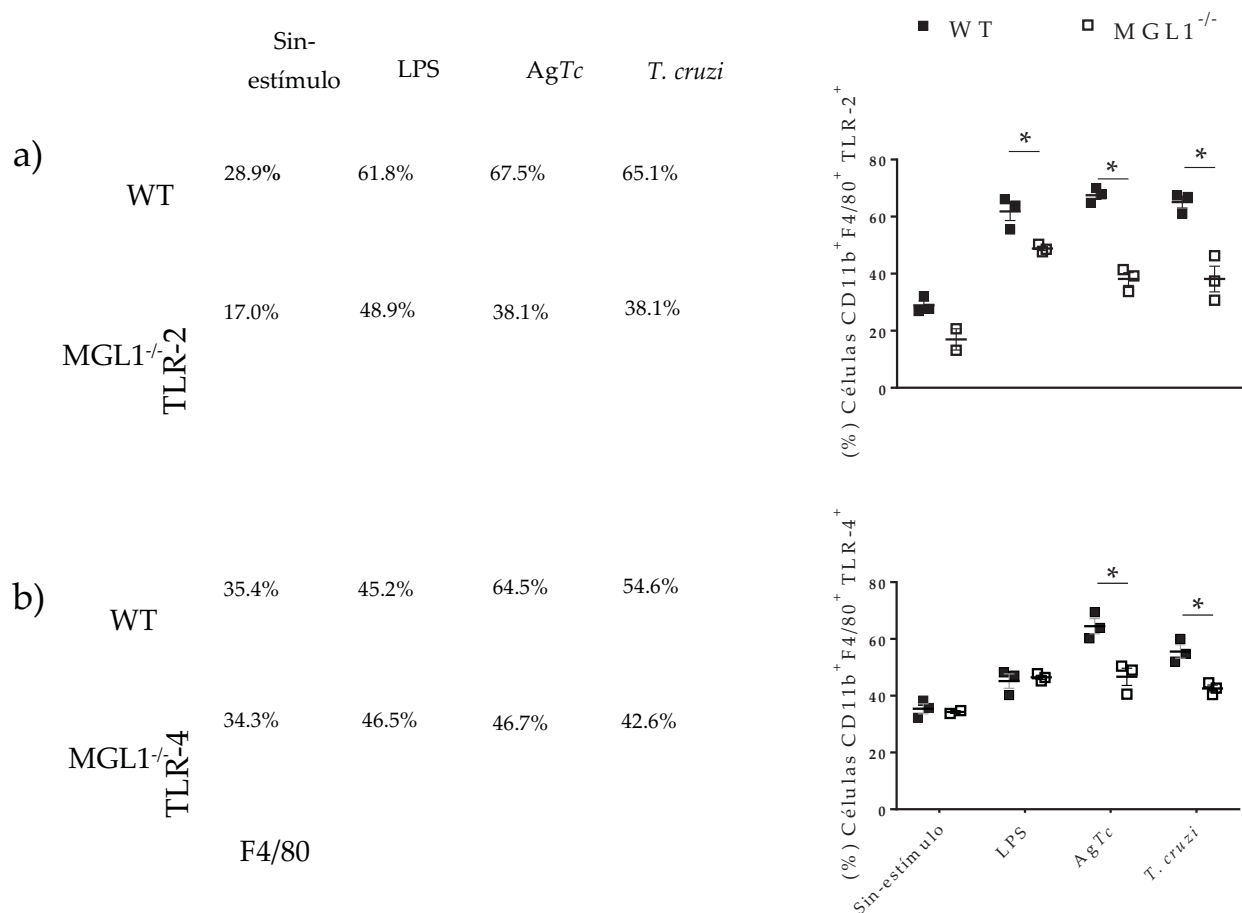 WT
MGL1-/-
Sin-
estímulo
LPS
AgTc
T. cruzi
a)
WT
28.9%
61.8%
67.5%
65.1%
MGL1-/-
17.0%
48.9%
38.1%
38.1%
TLR-2
(%) Células CD11b+F4/80+ TLR-2+
80
60
40
20
0
*
*
*
b)
WT
35.4%
45.2%
64.5%
54.6%
MGL1-/-
34.3%
46.5%
46.7%
42.6%
TLR-4
F4/80
(%) Células CD11b+F4/80+ TLR-4+
80
60
40
20
0
*
*
Sin-estímulo
LPS
AgTc
T. cruzi